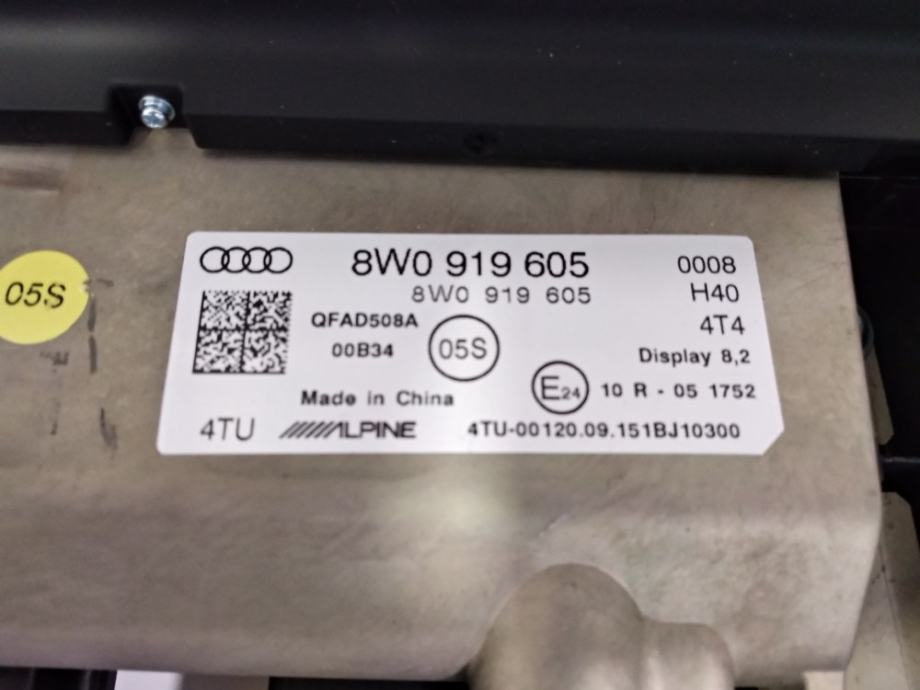 05S
8W0 919 605
0008
8W0 919 605
H40
QFAD508A
4T4
00B34
05S
Display 8,2
E24
10 R - 05 1752
Made in China
4TU
ALPINE
4TU-00120.09.151BJ10300